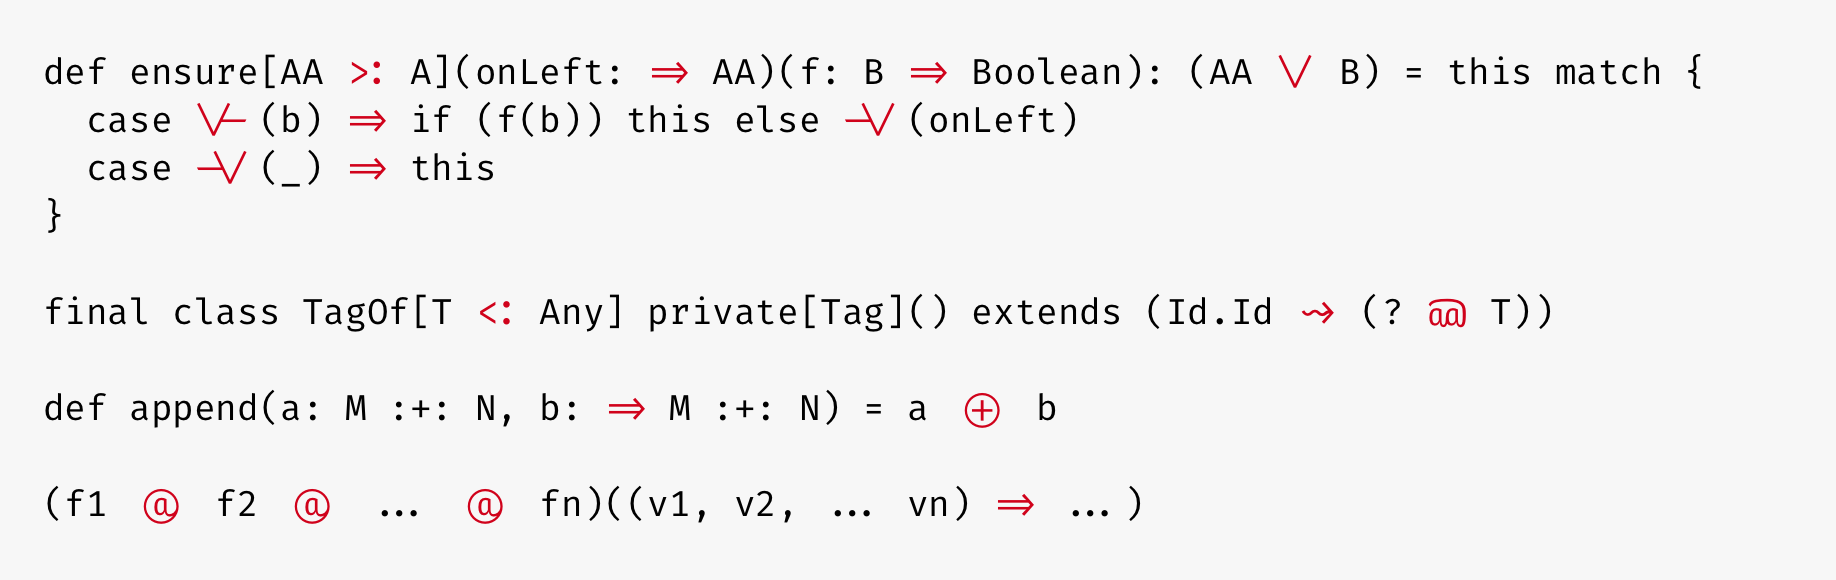 def ensure[AA >: A](onLeft: => AA)(f: B => Boolean): (AA \/ B) = this match {
  case \/-(b) => if (f(b)) this else -\/(onLeft)
  case -\/(_) => this
}
final class TagOf[T <: Any] private[Tag]() extends (Id.Id ~> (? @@ T))
def append(a: M :+: N, b: => M :+: N) = a |+| b
(f1 |@| f2 |@| ... |@| fn)((v1, v2, ... vn) => ...)